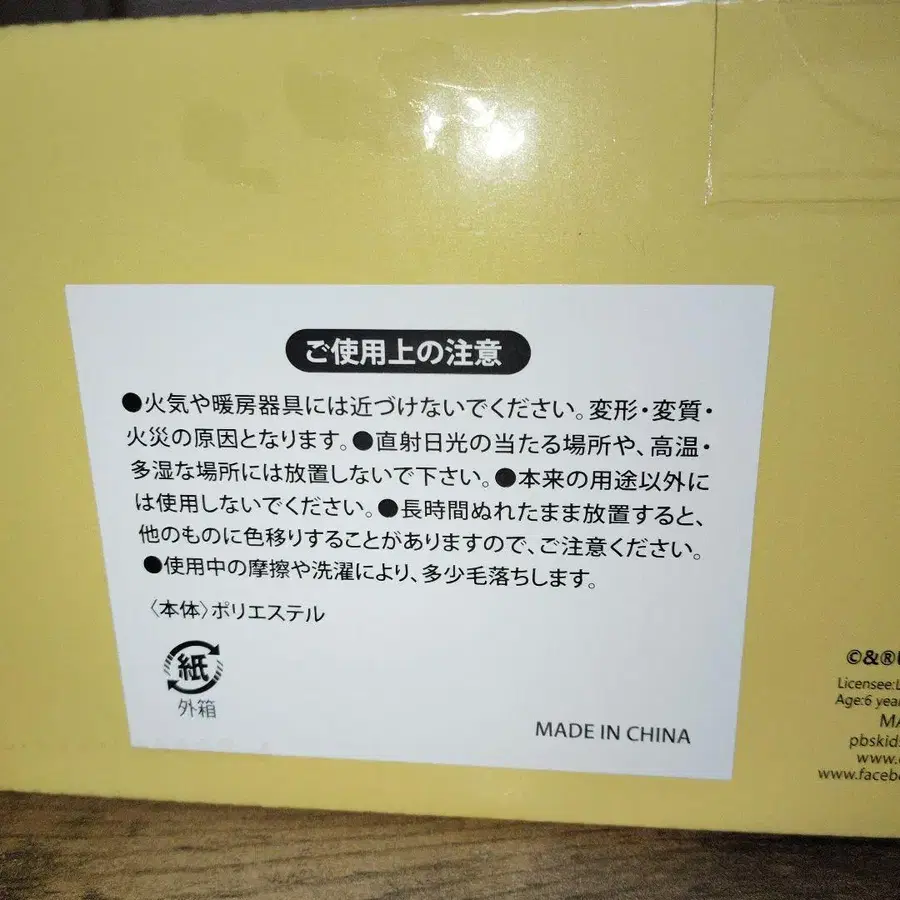 ご使用上の注意
●火気や暖房器具には近づけないでください。変形・変質・
火災の原因となります。●直射日光の当たる場所や、高温・
多湿な場所には放置しないで下さい。●本来の用途以外に
は使用しないでください。●長時間ぬれたまま放置すると、
他のものに色移りすることがありますので、ご注意ください。
●使用中の摩擦や洗濯により、多少毛落ちします。
〈本体〉ポリエステル
紙
外箱
MADE IN CHINA
©&®
Licensee:L
Age:6 year
MA
pbskids
www.
www.facebo